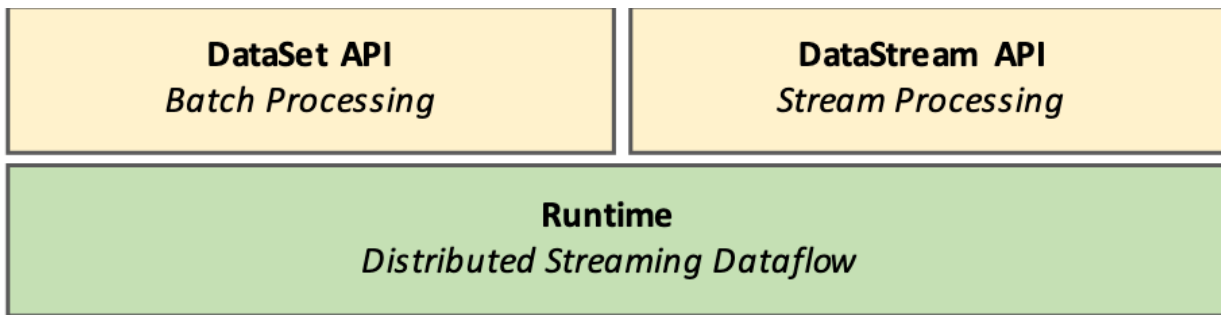 DataSet API
Batch Processing
DataStream API
Stream Processing
Runtime
Distributed Streaming Dataflow